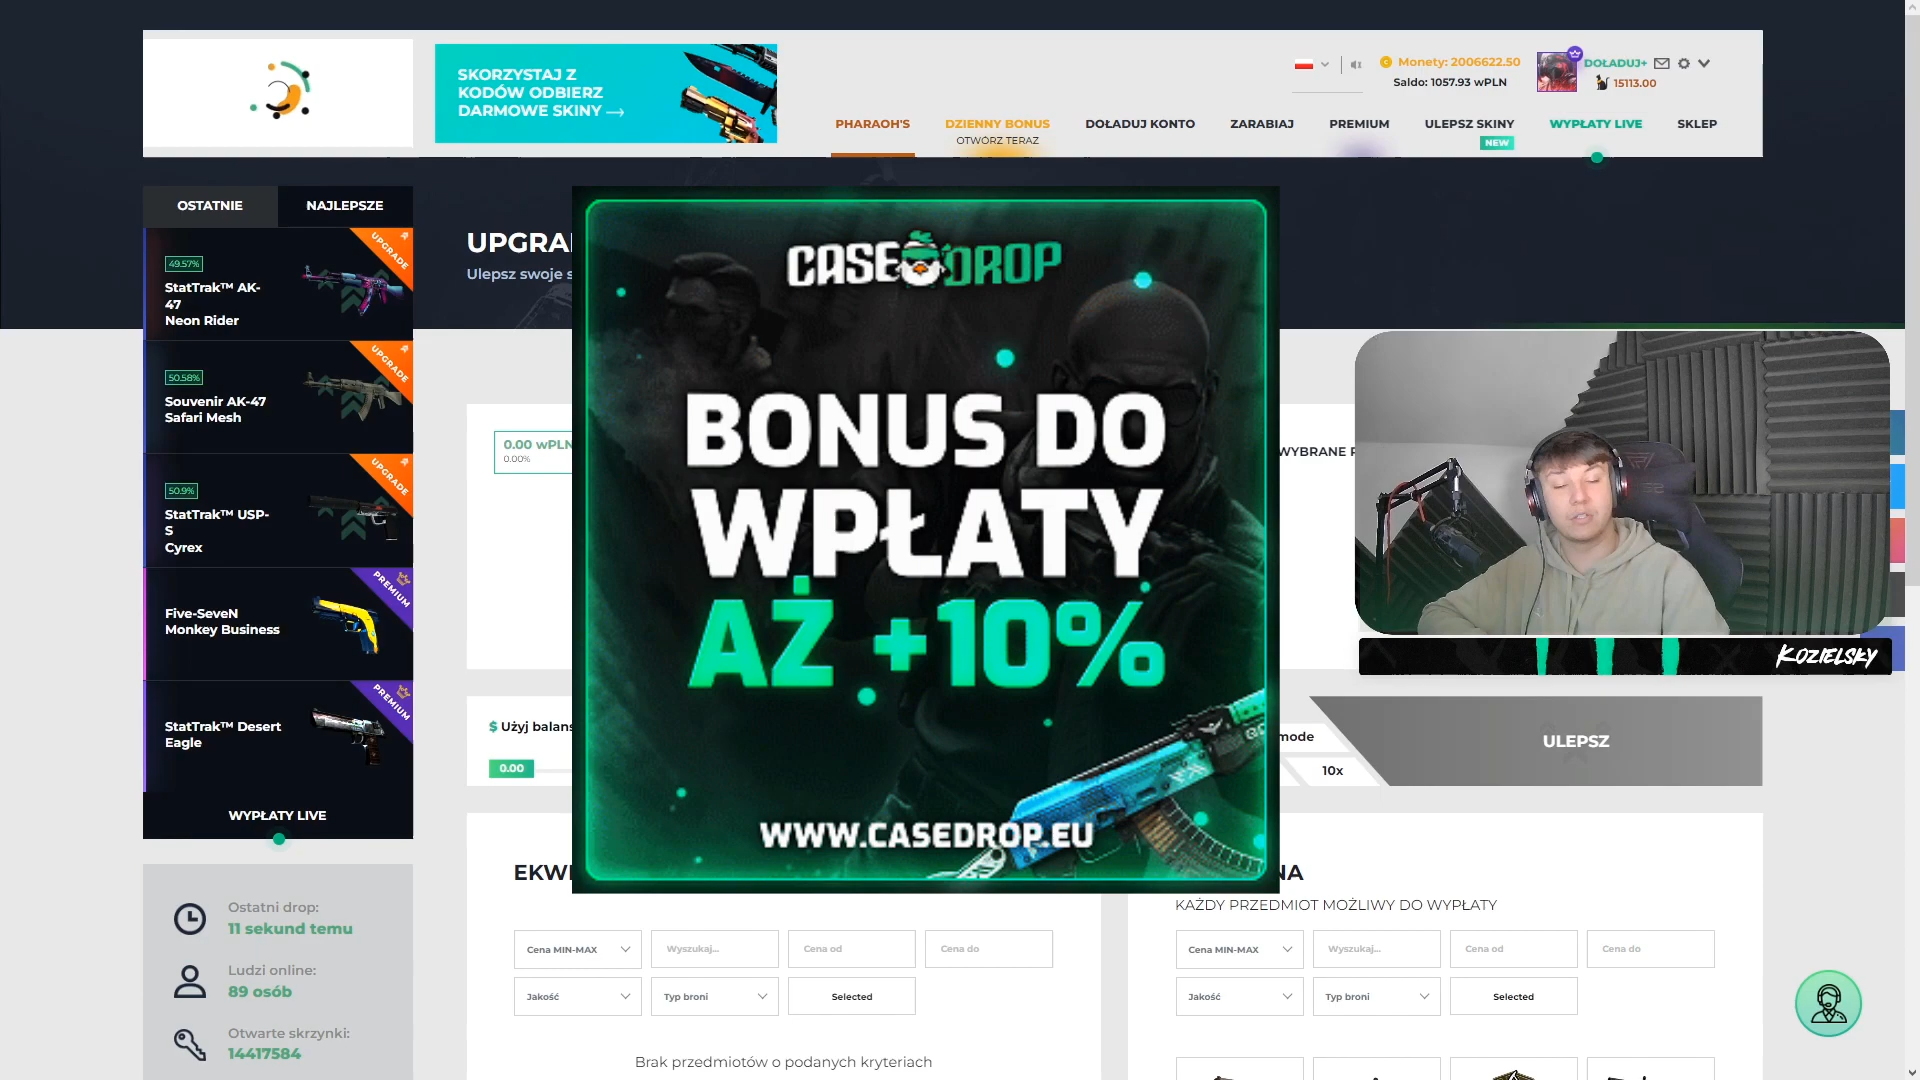 SKORZYSTAJ Z
KODÓW ODBIERZ
DARMOWE SKINY
Monety: 2006622.50
Saldo: 1057.93 wPLN
DOŁADUJ+
15113.00
PHARAOH'S
DZIENNY BONUS
OTWÓRZ TERAZ
DOŁADUJ KONTO
ZARABIAJ
PREMIUM
ULEPSZ SKINY
NEW
WYPŁATY LIVE
SKLEP
OSTATNIE
NAJLEPSZE
UPGRADE
49.57%
StatTrak™ AK-
47
Neon Rider
UPGRADE
50.58%
Souvenir AK-47
Safari Mesh
UPGRADE
50.9%
StatTrak™ USP-
S
Cyrex
PREMIUM
Five-SeveN
Monkey Business
PREMIUM
StatTrak™ Desert
Eagle
WYPŁATY LIVE
Ostatni drop:
11 sekund temu
Ludzi online:
89 osób
Otwarte skrzynki:
14417584
Ulepsz swoje s
0.00 wPLN
0.00%
CASEDROP
BONUS DO
WPŁATY
AŻ +10%
WWW.CASEDROP.EU
WYBRANE P
KOZIELSKY
$ Użyj balans
0.00
mode
10x
ULEPSZ
EKWI
Cena MIN-MAX
Wyszukaj...
Cena od
Cena do
Jakość
Typ broni
Selected
Brak przedmiotów o podanych kryteriach
NA
KAŻDY PRZEDMIOT MOŻLIWY DO WYPŁATY
Cena MIN-MAX
Wyszukaj...
Cena od
Cena do
Jakość
Typ broni
Selected